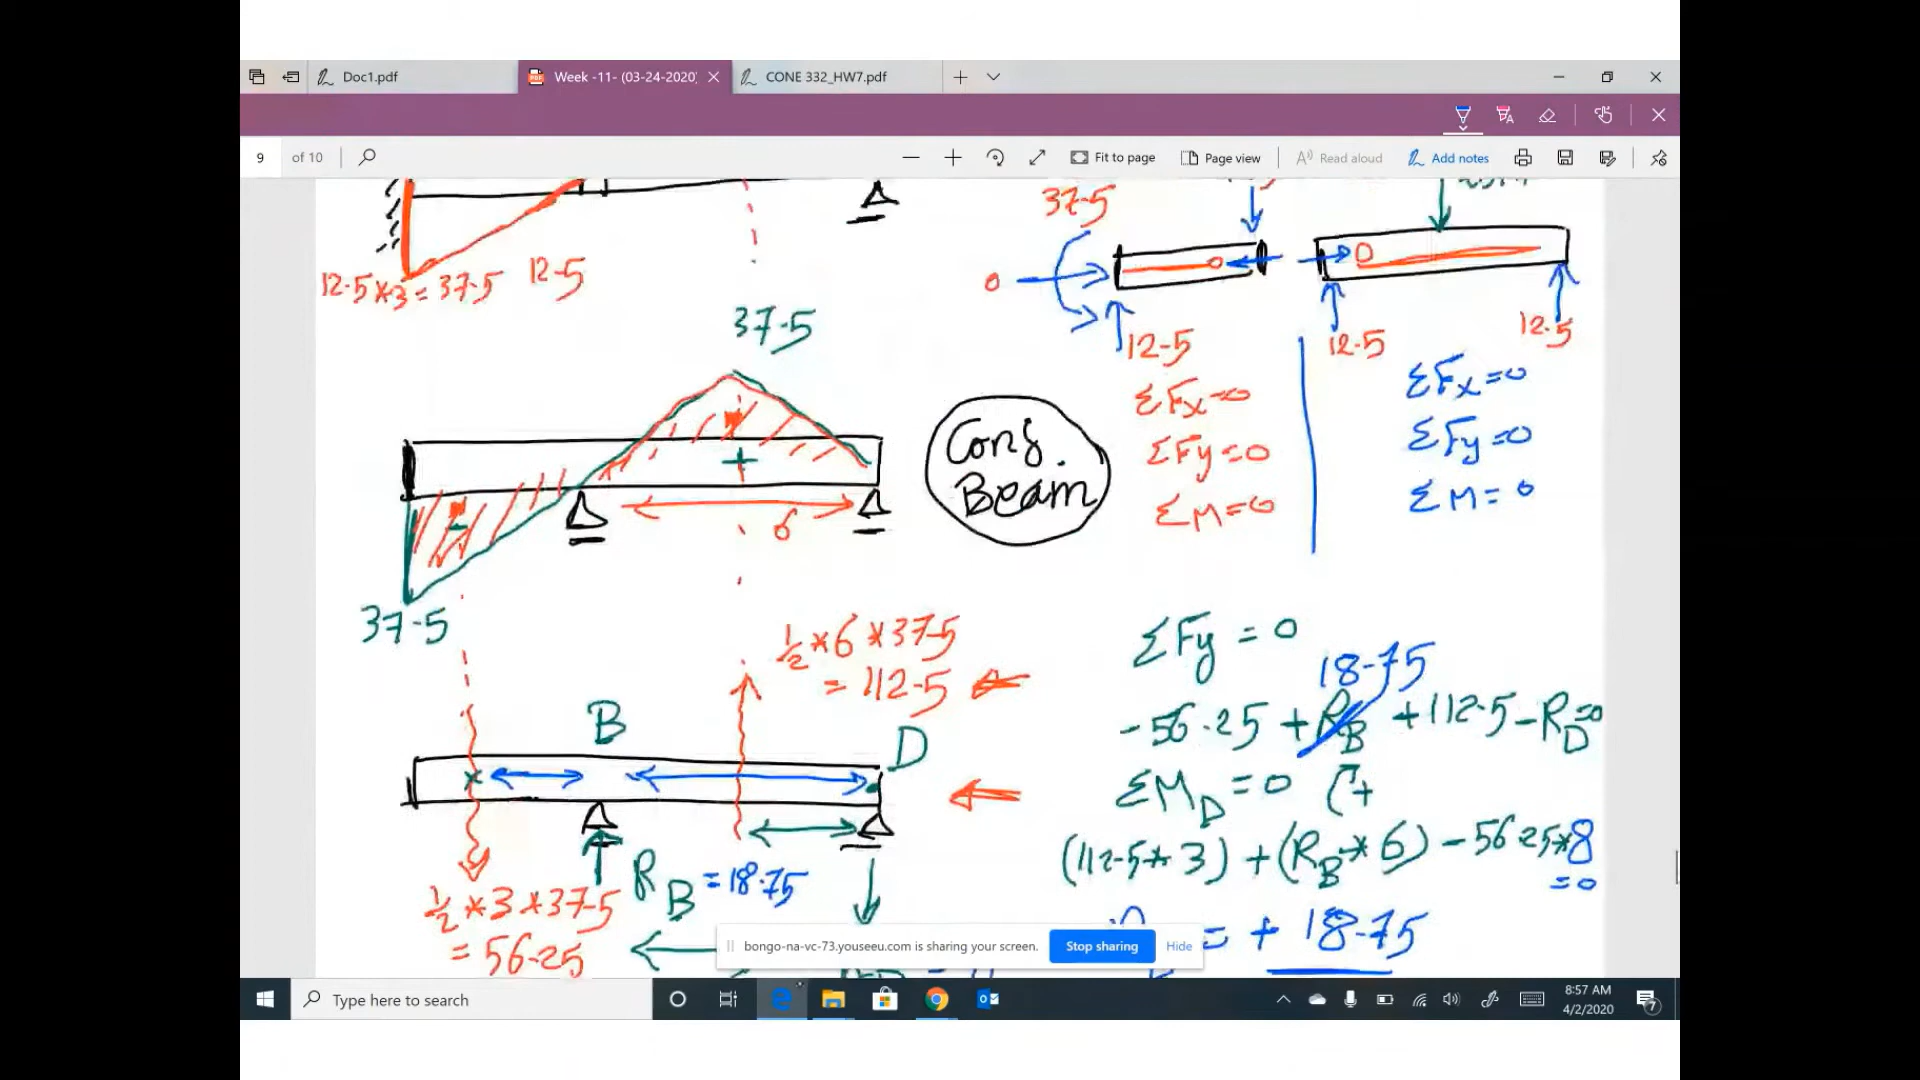 Doc1.pdf
Week -11- (03-24-2020)
CONE 332_HW7.pdf
9 of 10
Fit to page
Page view
Read aloud
Add notes
12.5*3=37.5
12.5
37.5
0
0
12.5
0
12.5
12.5
ΣFx=0
ΣFy=0
ΣM=0
ΣFx=0
ΣFy=0
ΣM=0
37.5
+
-
6
37.5
Conj.
Beam
1/2*6*37.5
=112.5
B
D
RB=18.75
1/2*3*37.5
=56.25
ΣFy=0
18.75
-56.25+RB+112.5-RD=0
ΣMD=0 (+
(112.5*3)+(RB*6)-56.25*8
=0
=+18.75
bongo-na-vc-73.youseeu.com is sharing your screen.
Stop sharing
Hide
Type here to search
8:57 AM
4/2/2020
7